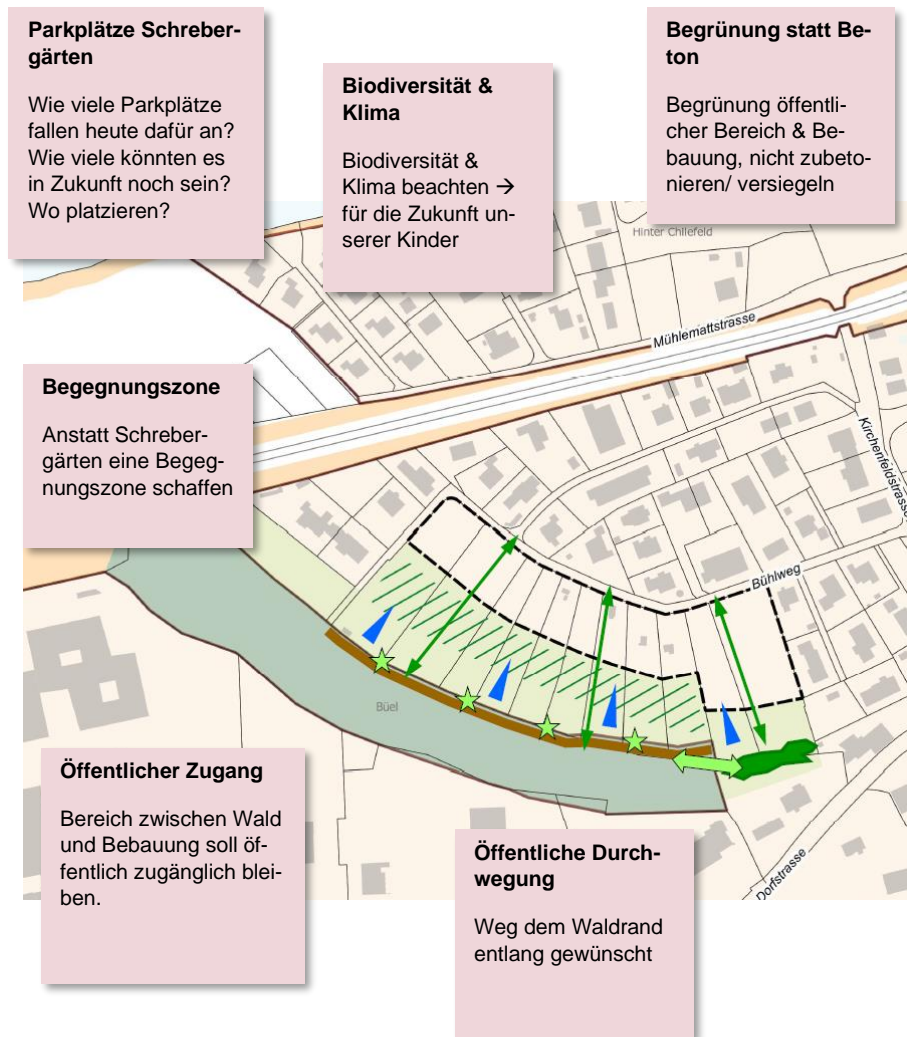 Parkplätze Schreber-
gärten
Wie viele Parkplätze
fallen heute dafür an?
Wie viele könnten es
in Zukunft noch sein?
Wo platzieren?
Biodiversität &
Klima
Biodiversität &
Klima beachten →
für die Zukunft un-
serer Kinder
Begrünung statt Be-
ton
Begrünung öffentli-
cher Bereich & Be-
bauung, nicht zubeto-
nieren/ versiegeln
Hinter Chilefeld
Mühlemattstrasse
Begegnungszone
Anstatt Schreber-
gärten eine Begeg-
nungszone schaffen
Kirchenfeldstrasse
Bühlweg
Büel
Öffentlicher Zugang
Bereich zwischen Wald
und Bebauung soll öf-
fentlich zugänglich blei-
ben.
Öffentliche Durch-
wegung
Weg dem Waldrand
entlang gewünscht
Dorfstrasse